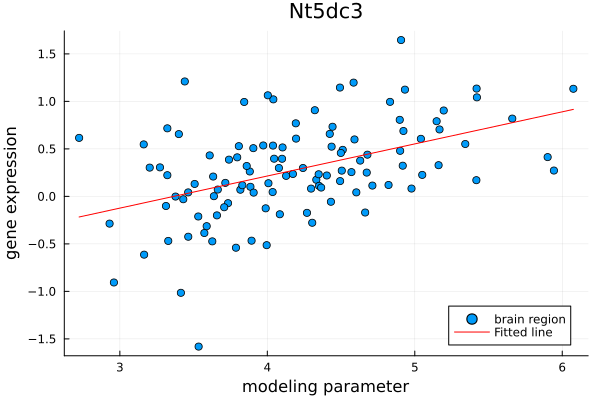 Nt5dc3
gene expression
1.5
1.0
0.5
0.0
−0.5
−1.0
−1.5
brain region
Fitted line
3 4 5 6
modeling parameter